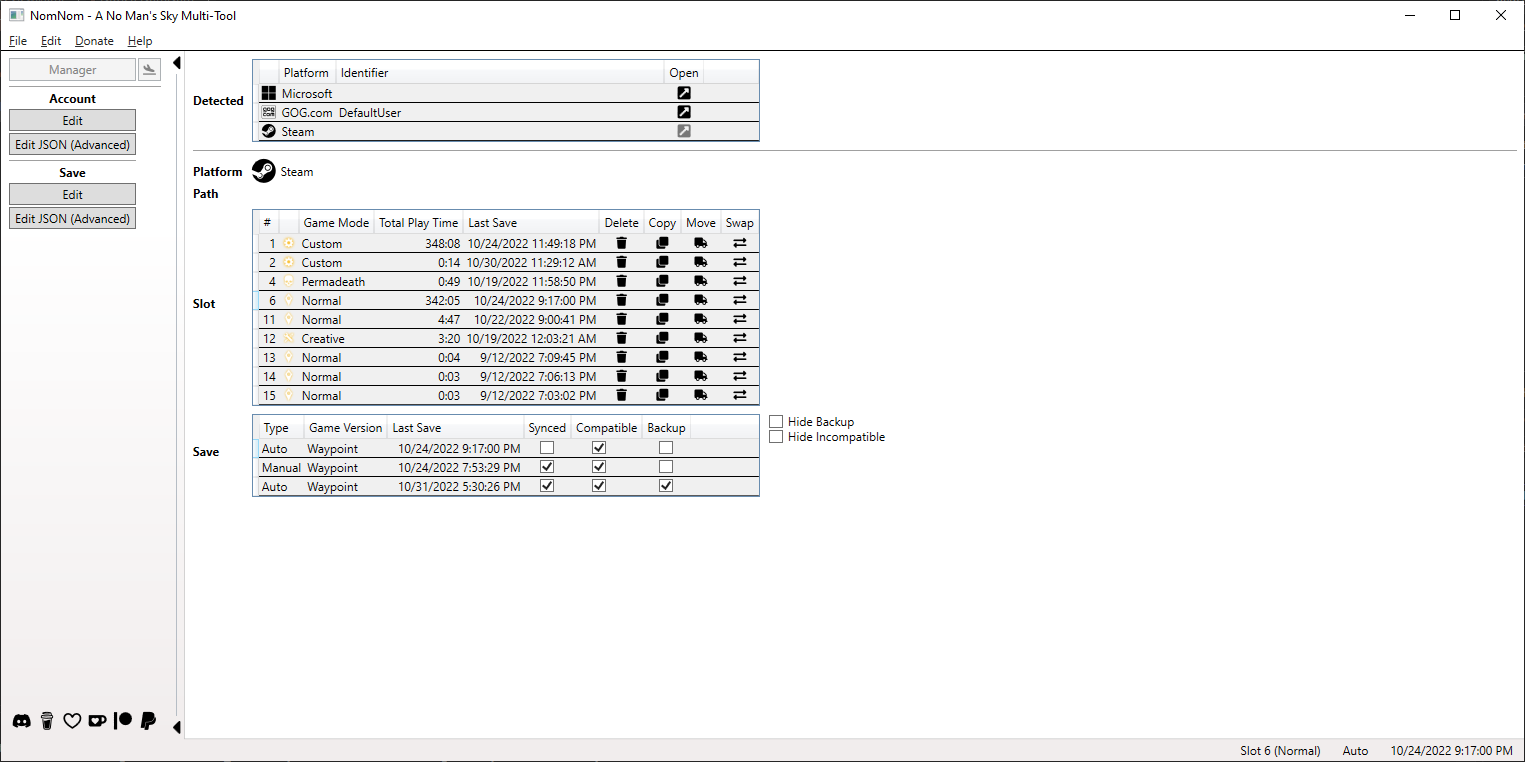 NomNom - A No Man's Sky Multi-Tool
File Edit Donate Help
Manager
Account
Edit
Edit JSON (Advanced)
Save
Edit
Edit JSON (Advanced)
Detected
Platform Identifier Open
Microsoft
GOG.com DefaultUser
Steam
Platform Steam
Path
Slot
# Game Mode Total Play Time Last Save Delete Copy Move Swap
1 Custom 348:08 10/24/2022 11:49:18 PM
2 Custom 0:14 10/30/2022 11:29:12 AM
4 Permadeath 0:49 10/19/2022 11:58:50 PM
6 Normal 342:05 10/24/2022 9:17:00 PM
11 Normal 4:47 10/22/2022 9:00:41 PM
12 Creative 3:20 10/19/2022 12:03:21 AM
13 Normal 0:04 9/12/2022 7:09:45 PM
14 Normal 0:03 9/12/2022 7:06:13 PM
15 Normal 0:03 9/12/2022 7:03:02 PM
Save
Type Game Version Last Save Synced Compatible Backup
Auto Waypoint 10/24/2022 9:17:00 PM
Manual Waypoint 10/24/2022 7:53:29 PM
Auto Waypoint 10/31/2022 5:30:26 PM
Hide Backup
Hide Incompatible
Slot 6 (Normal) Auto 10/24/2022 9:17:00 PM